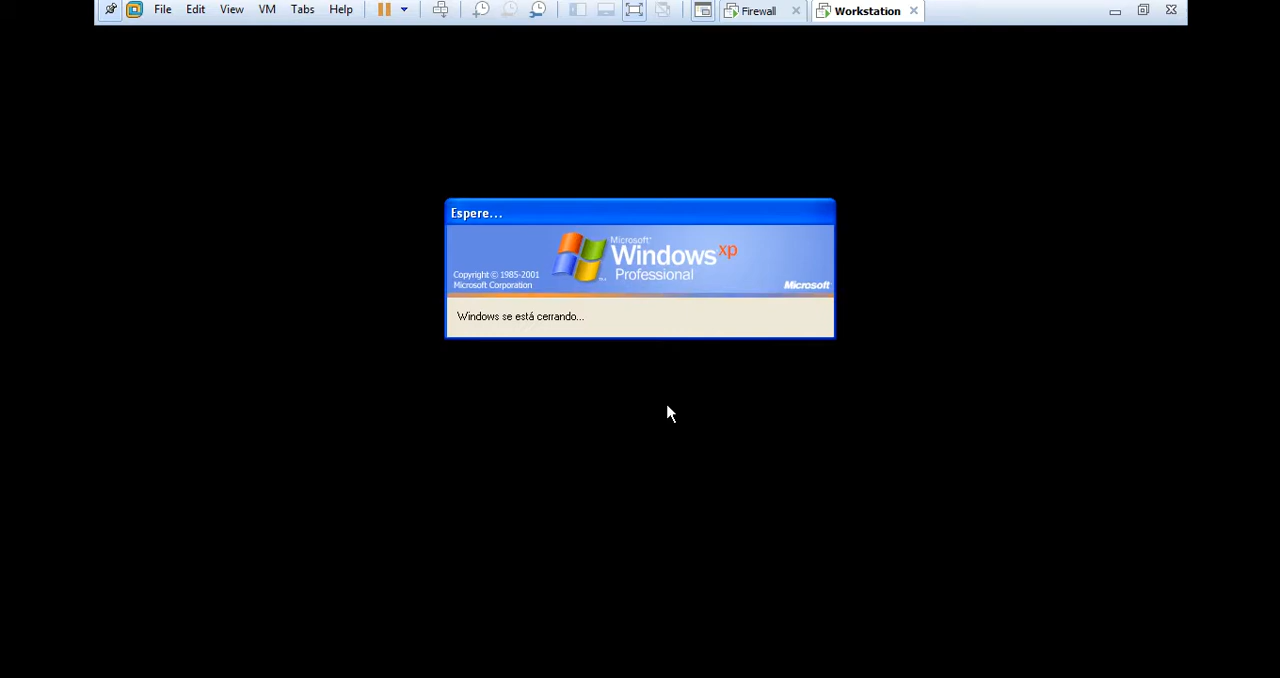 File Edit View VM Tabs Help Firewall Workstation
Espere...
Microsoft®
Windows xp
Professional
Copyright © 1985-2001
Microsoft Corporation
Microsoft
Windows se está cerrando...